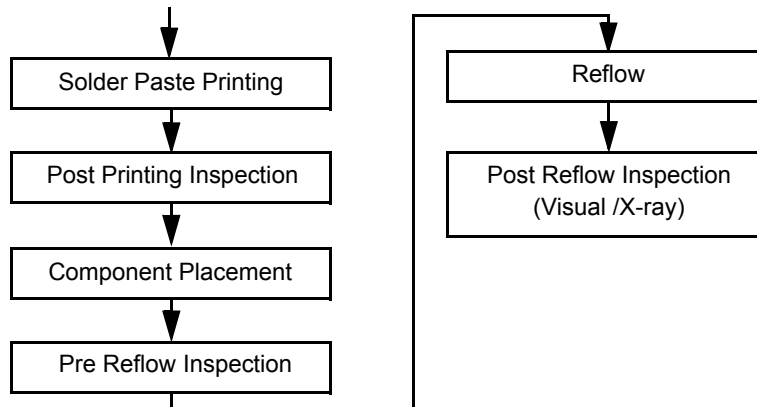 Solder Paste Printing
Post Printing Inspection
Component Placement
Pre Reflow Inspection
Reflow
Post Reflow Inspection
(Visual /X-ray)